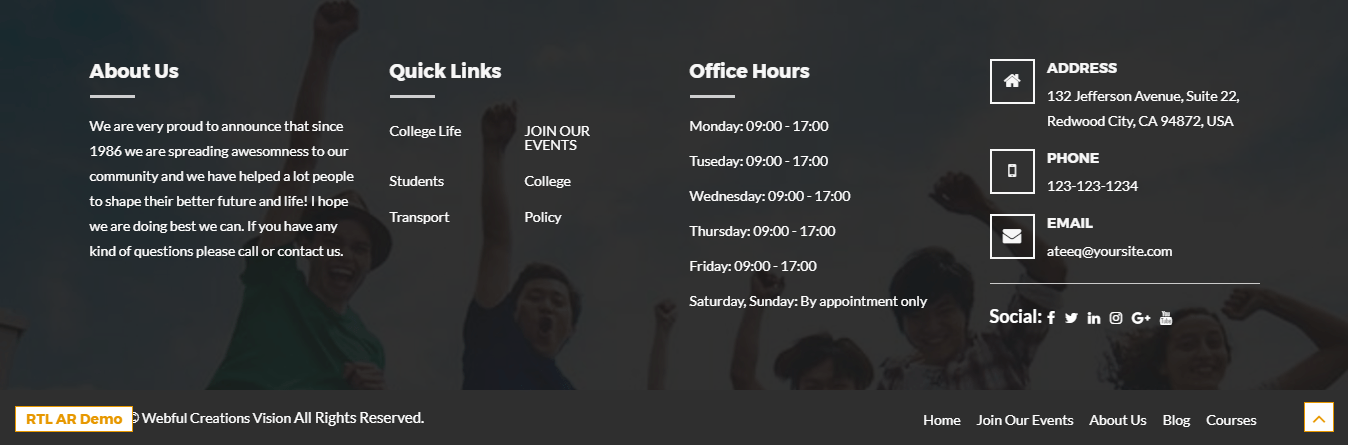 About Us
We are very proud to announce that since
1986 we are spreading awesomness to our
community and we have helped a lot people
to shape their better future and life! I hope
we are doing best we can. If you have any
kind of questions please call or contact us.
Quick Links
College Life
JOIN OUR
EVENTS
Students
College
Transport
Policy
Office Hours
Monday: 09:00 - 17:00
Tuseday: 09:00 - 17:00
Wednesday: 09:00 - 17:00
Thursday: 09:00 - 17:00
Friday: 09:00 - 17:00
Saturday, Sunday: By appointment only
ADDRESS
132 Jefferson Avenue, Suite 22,
Redwood City, CA 94872, USA
PHONE
123-123-1234
EMAIL
ateeq@yoursite.com
Social:
RTL AR Demo
© Webful Creations Vision All Rights Reserved.
Home Join Our Events About Us Blog Courses